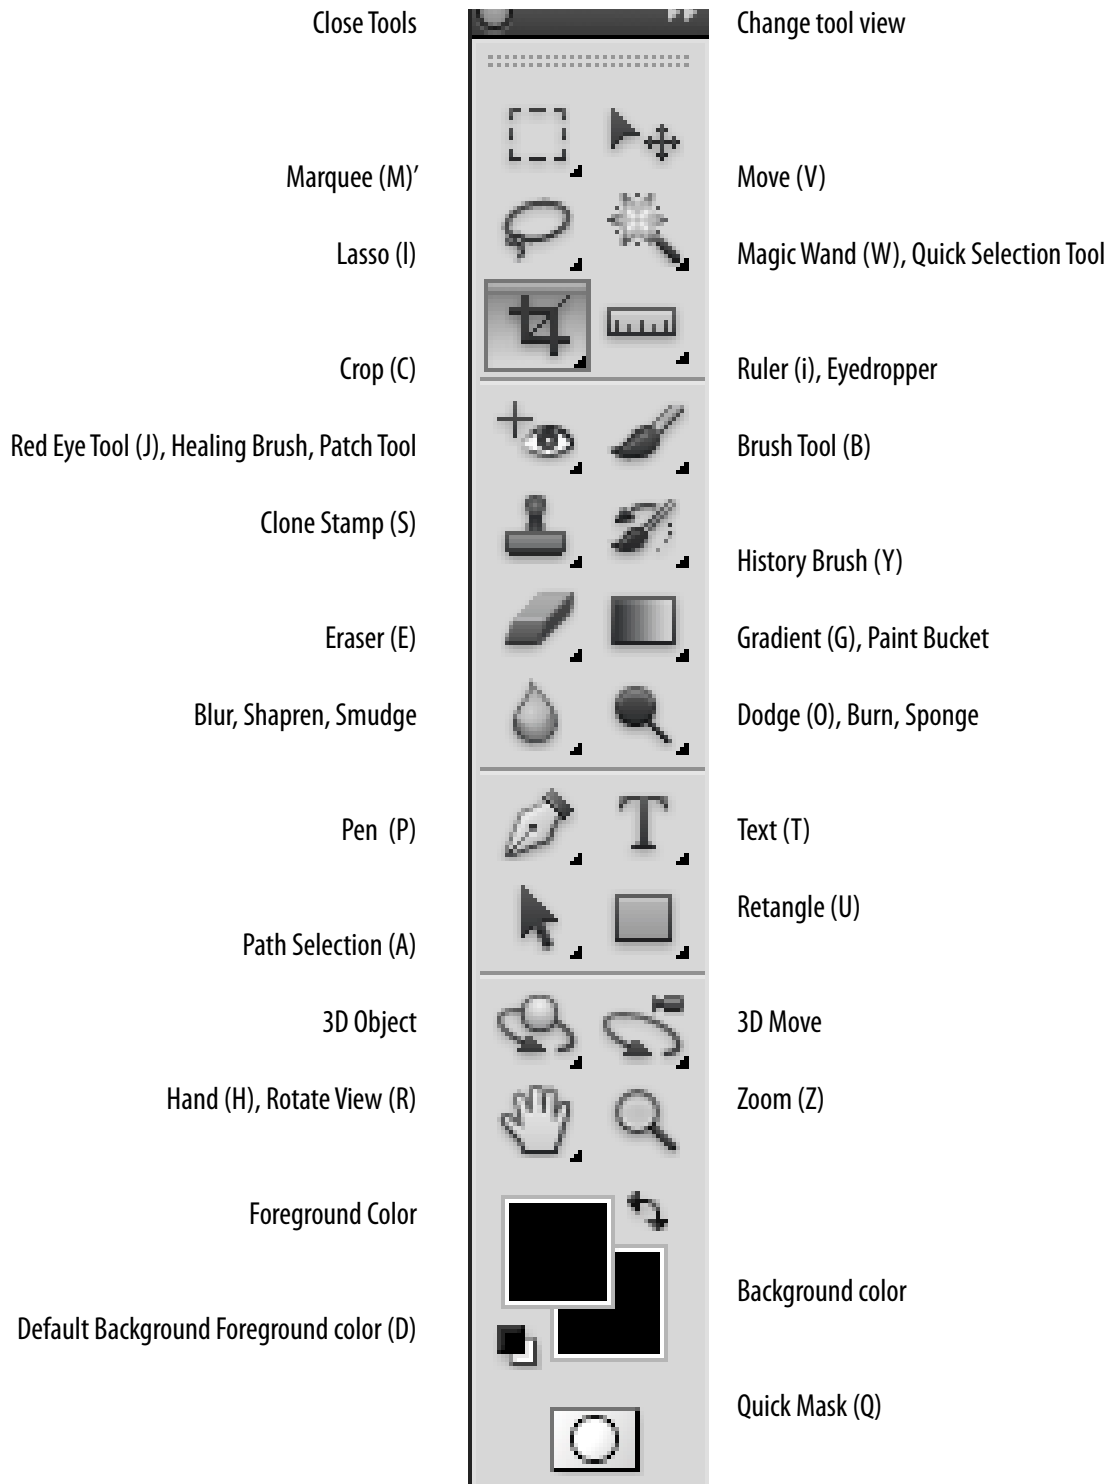 Close Tools
Change tool view
Marquee (M)’
Move (V)
Lasso (l)
Magic Wand (W), Quick Selection Tool
Crop (C)
Ruler (i), Eyedropper
Red Eye Tool (J), Healing Brush, Patch Tool
Brush Tool (B)
Clone Stamp (S)
History Brush (Y)
Eraser (E)
Gradient (G), Paint Bucket
Blur, Shapren, Smudge
Dodge (O), Burn, Sponge
Pen  (P)
Text (T)
Retangle (U)
Path Selection (A)
3D Object
3D Move
Hand (H), Rotate View (R)
Zoom (Z)
Foreground Color
Background color
Default Background Foreground color (D)
Quick Mask (Q)